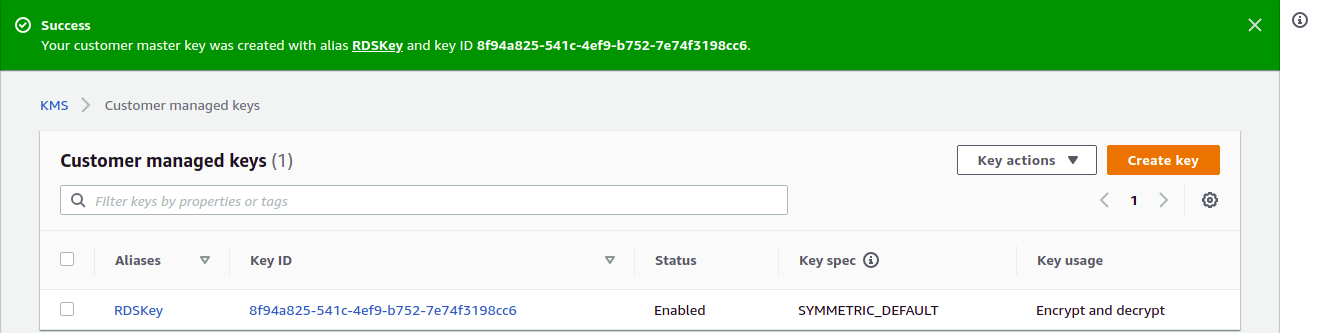 Success
Your customer master key was created with alias RDSKey and key ID 8f94a825-541c-4ef9-b752-7e74f3198cc6.
KMS > Customer managed keys
Customer managed keys (1)
Key actions
Create key
Filter keys by properties or tags
1
Aliases Key ID Status Key spec Key usage
RDSKey 8f94a825-541c-4ef9-b752-7e74f3198cc6 Enabled SYMMETRIC_DEFAULT Encrypt and decrypt